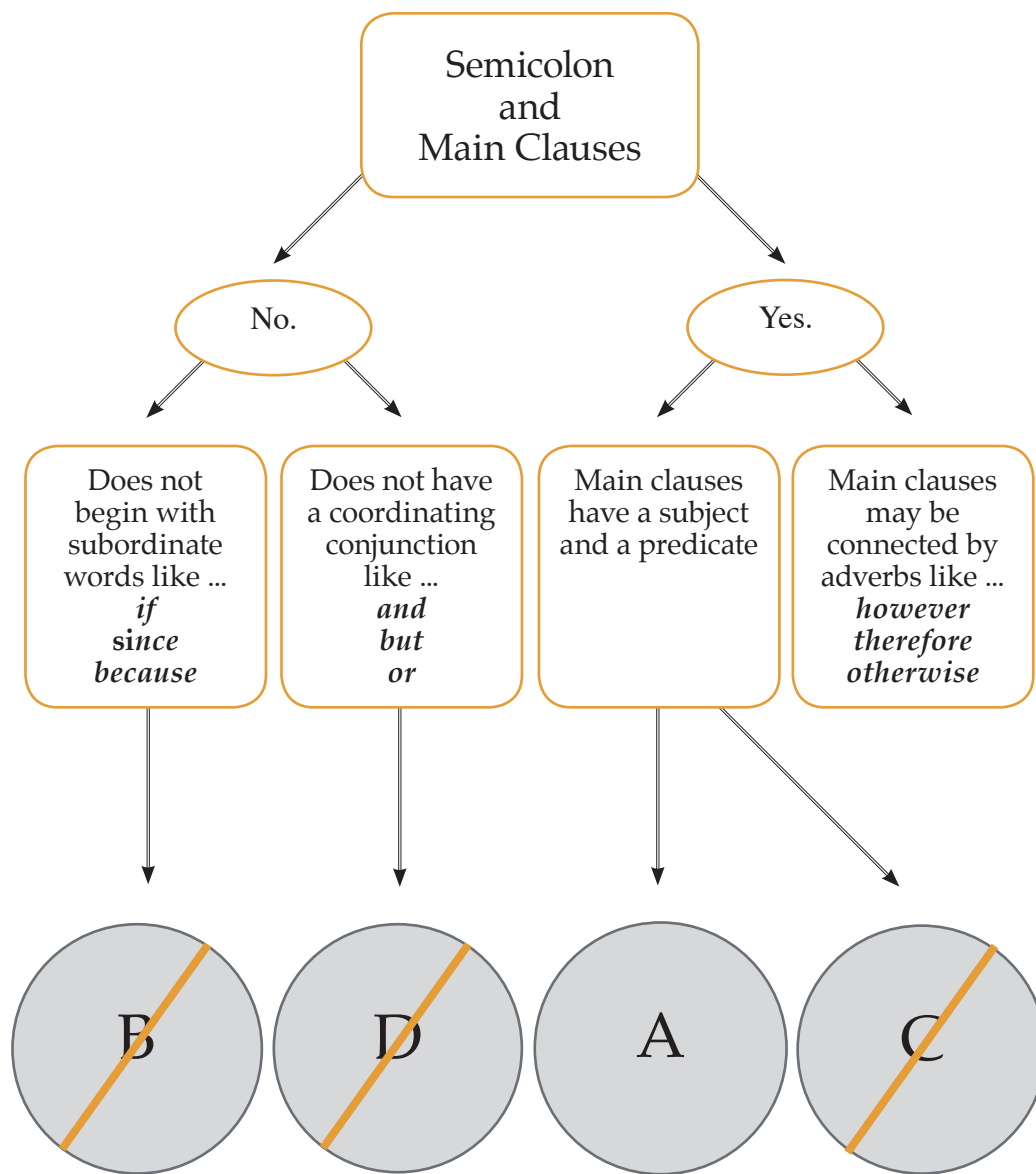 Semicolon
and
Main Clauses
No.
Yes.
Does not
begin with
subordinate
words like ...
if
since
because
Does not have
a coordinating
conjunction
like ...
and
but
or
Main clauses
have a subject
and a predicate
Main clauses
may be
connected by
adverbs like ...
however
therefore
otherwise
B
D
A
C